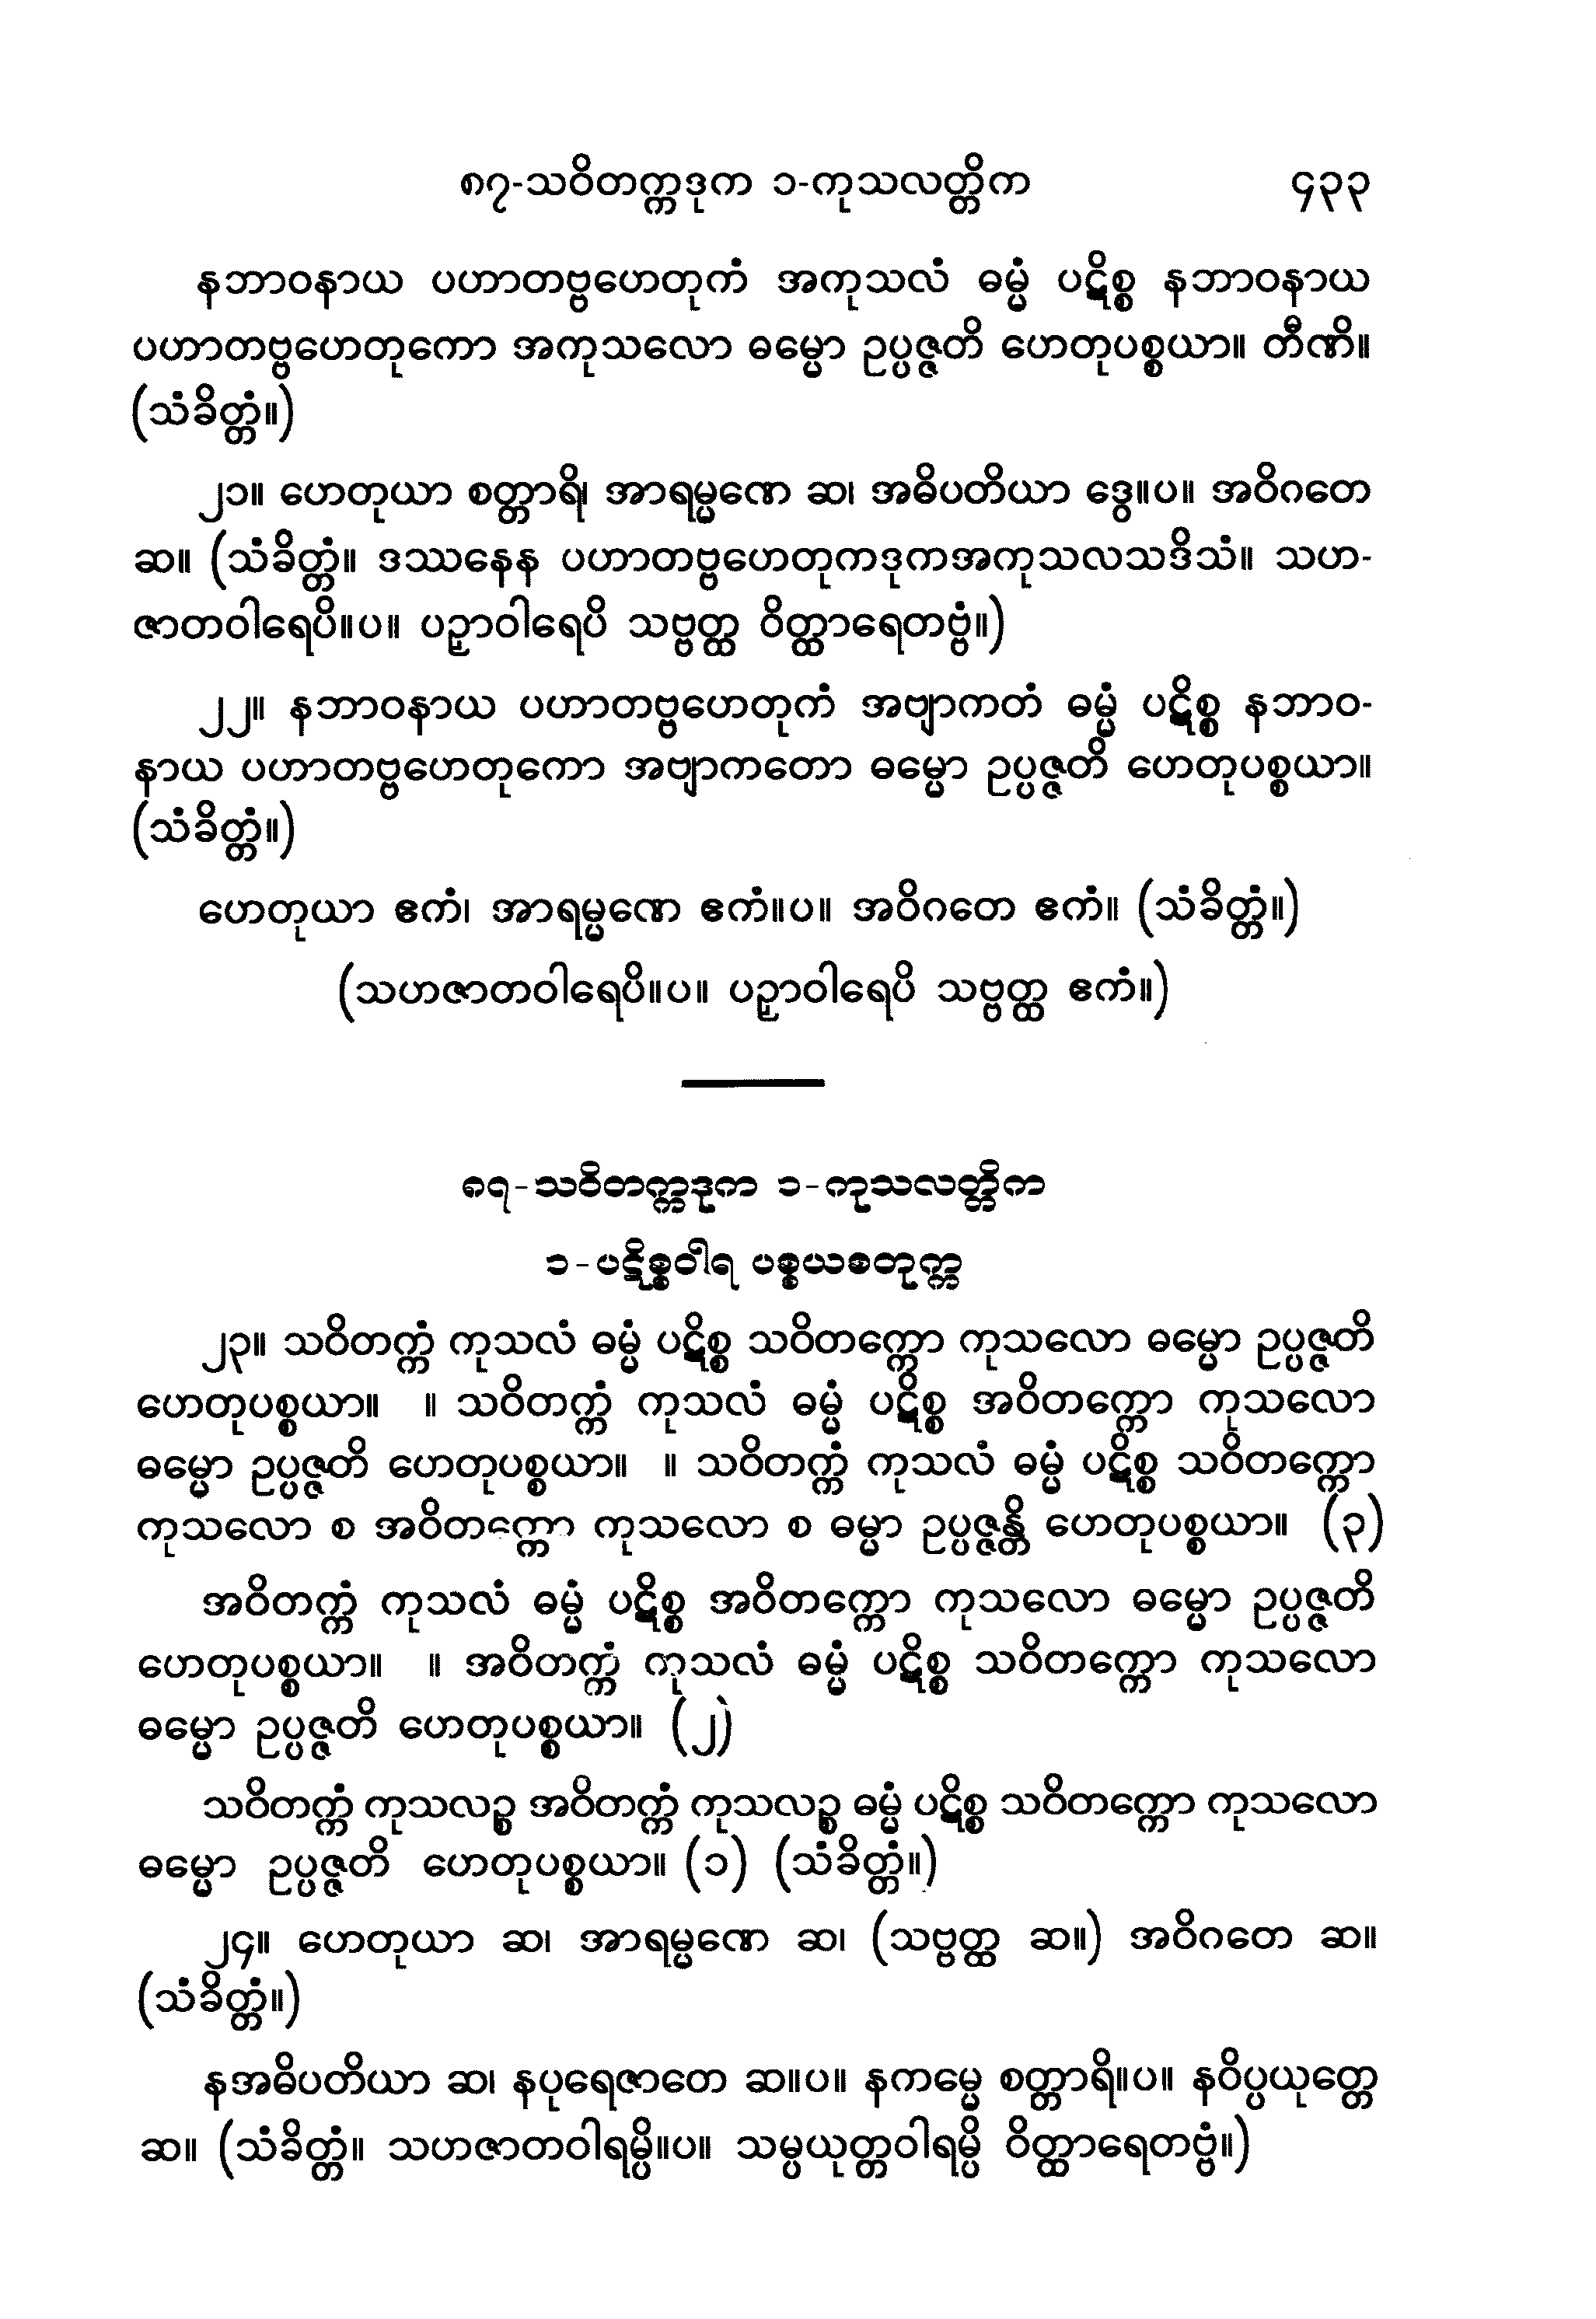 ၈၇-သဝိတက္ကဒုက ၁-ကုသလတ္တိက ၄၃၃
နဘာဝနာယ ပဟာတဗ္ဗဟေတုကံ အကုသလံ ဓမ္မံ ပဋိစ္စ နဘာဝနာယ
ပဟာတဗ္ဗဟေတုကော အကုသလော ဓမ္မော ဥပ္ပဇ္ဇတိ ဟေတုပစ္စယာ။ တီဏိ။
(သံခိတ္တံ။)
၂၁။ ဟေတုယာ စတ္တာရိ၊ အာရမ္မဏေ ဆ၊ အဓိပတိယာ ဒွေ။ပ။ အဝိဂတေ
ဆ။ (သံခိတ္တံ။ ဒဿနေန ပဟာတဗ္ဗဟေတုကဒုကအကုသလသဒိသံ။ သဟ-
ဇာတဝါရေပိ။ပ။ ပဉှာဝါရေပိ သဗ္ဗတ္ထ ဝိတ္ထာရေတဗ္ဗံ။)
၂၂။ နဘာဝနာယ ပဟာတဗ္ဗဟေတုကံ အဗျာကတံ ဓမ္မံ ပဋိစ္စ နဘာဝ-
နာယ ပဟာတဗ္ဗဟေတုကော အဗျာကတော ဓမ္မော ဥပ္ပဇ္ဇတိ ဟေတုပစ္စယာ။
(သံခိတ္တံ။)
ဟေတုယာ ဧကံ၊ အာရမ္မဏေ ဧကံ။ပ။ အဝိဂတေ ဧကံ။ (သံခိတ္တံ။)
(သဟဇာတဝါရေပိ။ပ။ ပဉှာဝါရေပိ သဗ္ဗတ္ထ ဧကံ။)
၈၇-သဝိတက္ကဒုက ၁-ကုသလတ္တိက
၁-ပဋိစ္စဝါရ ပစ္စယစတုက္က
၂၃။ သဝိတက္ကံ ကုသလံ ဓမ္မံ ပဋိစ္စ သဝိတက္ကော ကုသလော ဓမ္မော ဥပ္ပဇ္ဇတိ
ဟေတုပစ္စယာ။ ။ သဝိတက္ကံ ကုသလံ ဓမ္မံ ပဋိစ္စ အဝိတက္ကော ကုသလော
ဓမ္မော ဥပ္ပဇ္ဇတိ ဟေတုပစ္စယာ။ ။ သဝိတက္ကံ ကုသလံ ဓမ္မံ ပဋိစ္စ သဝိတက္ကော
ကုသလော စ အဝိတက္ကော ကုသလော စ ဓမ္မာ ဥပ္ပဇ္ဇန္တိ ဟေတုပစ္စယာ။ (၃)
အဝိတက္ကံ ကုသလံ ဓမ္မံ ပဋိစ္စ အဝိတက္ကော ကုသလော ဓမ္မော ဥပ္ပဇ္ဇတိ
ဟေတုပစ္စယာ။ ။ အဝိတက္ကံ ကုသလံ ဓမ္မံ ပဋိစ္စ သဝိတက္ကော ကုသလော
ဓမ္မော ဥပ္ပဇ္ဇတိ ဟေတုပစ္စယာ။ (၂)
သဝိတက္ကံ ကုသလဉ္စ အဝိတက္ကံ ကုသလဉ္စ ဓမ္မံ ပဋိစ္စ သဝိတက္ကော ကုသလော
ဓမ္မော ဥပ္ပဇ္ဇတိ ဟေတုပစ္စယာ။ (၁) (သံခိတ္တံ။)
၂၄။ ဟေတုယာ ဆ၊ အာရမ္မဏေ ဆ၊ (သဗ္ဗတ္ထ ဆ။) အဝိဂတေ ဆ။
(သံခိတ္တံ။)
နအဓိပတိယာ ဆ၊ နပုရေဇာတေ ဆ။ပ။ နကမ္မေ စတ္တာရိ။ပ။ နဝိပ္ပယုတ္တေ
ဆ။ (သံခိတ္တံ။ သဟဇာတဝါရမ္ပိ။ပ။ သမ္ပယုတ္တဝါရမ္ပိ ဝိတ္ထာရေတဗ္ဗံ။)